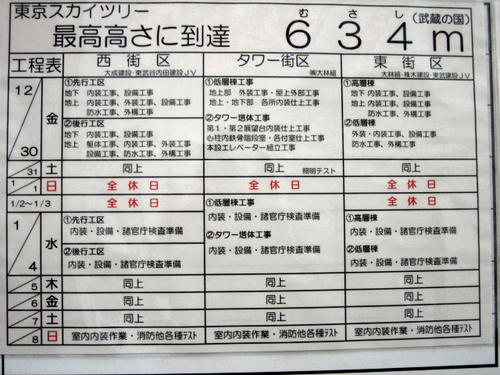 東京スカイツリー
最高高さに到達 634m (武蔵の国)
むさし
工程表 西街区 タワー街区 東街区
大成建設・東武谷内田建設JV ㈱大林組 大林組・橋本建設・東武建設JV
12/30 金
①先行工区
地下 内装工事、設備工事
地上 内装・外装工事、設備工事
防水工事、外構工事
②後行工区
地下 内装工事、設備工事
地上 躯体工事、内装工事、外装工事
設備工事、防水工事、外構工事
①低層棟工事
地上部 外装工事・屋上外部工事
地上・地下部 各所内装仕上工事
②タワー塔体工事
第1・第2展望台内装仕上工事
心柱内鉄骨階段室・各付室仕上工事
本設エレベーター組立工事
①高層棟
地下 内装工事、設備工事
地上 内装工事、設備工事
②低層棟
外装・内装工事、設備工事
防水工事、外構工事
31 土 同上 同上 照明テスト 同上
1/1 日 全休日 全休日 全休日
1/2~1/3 全休日 全休日
1/4 水
①先行工区
内装・設備・諸官庁検査準備
②後行工区
内装・設備・諸官庁検査準備
①低層棟工事
内装・設備・諸官庁検査準備
②タワー塔体工事
内装・設備・諸官庁検査準備
①高層棟
内装・設備・諸官庁検査準備
②低層棟
内装・設備・諸官庁検査準備
5 木 同上 同上 同上
6 金 同上 同上 同上
7 土 同上 同上 同上
8 日 室内内装作業・消防他各種テスト 室内内装作業・消防他各種テスト 室内内装作業・消防他各種テスト